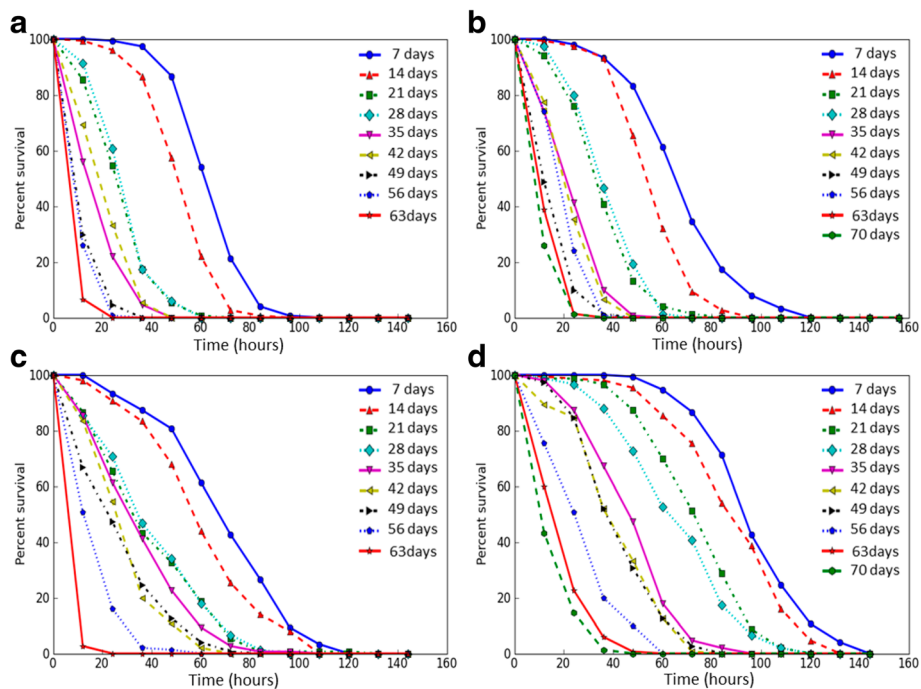 a
100
80
60
40
20
0
Percent survival
0 20 40 60 80 100 120 140 160
Time (hours)
7 days
14 days
21 days
28 days
35 days
42 days
49 days
56 days
63days
b
100
80
60
40
20
0
Percent survival
0 20 40 60 80 100 120 140 160
Time (hours)
7 days
14 days
21 days
28 days
35 days
42 days
49 days
56 days
63days
70 days
c
100
80
60
40
20
0
Percent survival
0 20 40 60 80 100 120 140 160
Time (hours)
7 days
14 days
21 days
28 days
35 days
42 days
49 days
56 days
63days
d
100
80
60
40
20
0
Percent survival
0 20 40 60 80 100 120 140 160
Time (hours)
7 days
14 days
21 days
28 days
35 days
42 days
49 days
56 days
63days
70 days